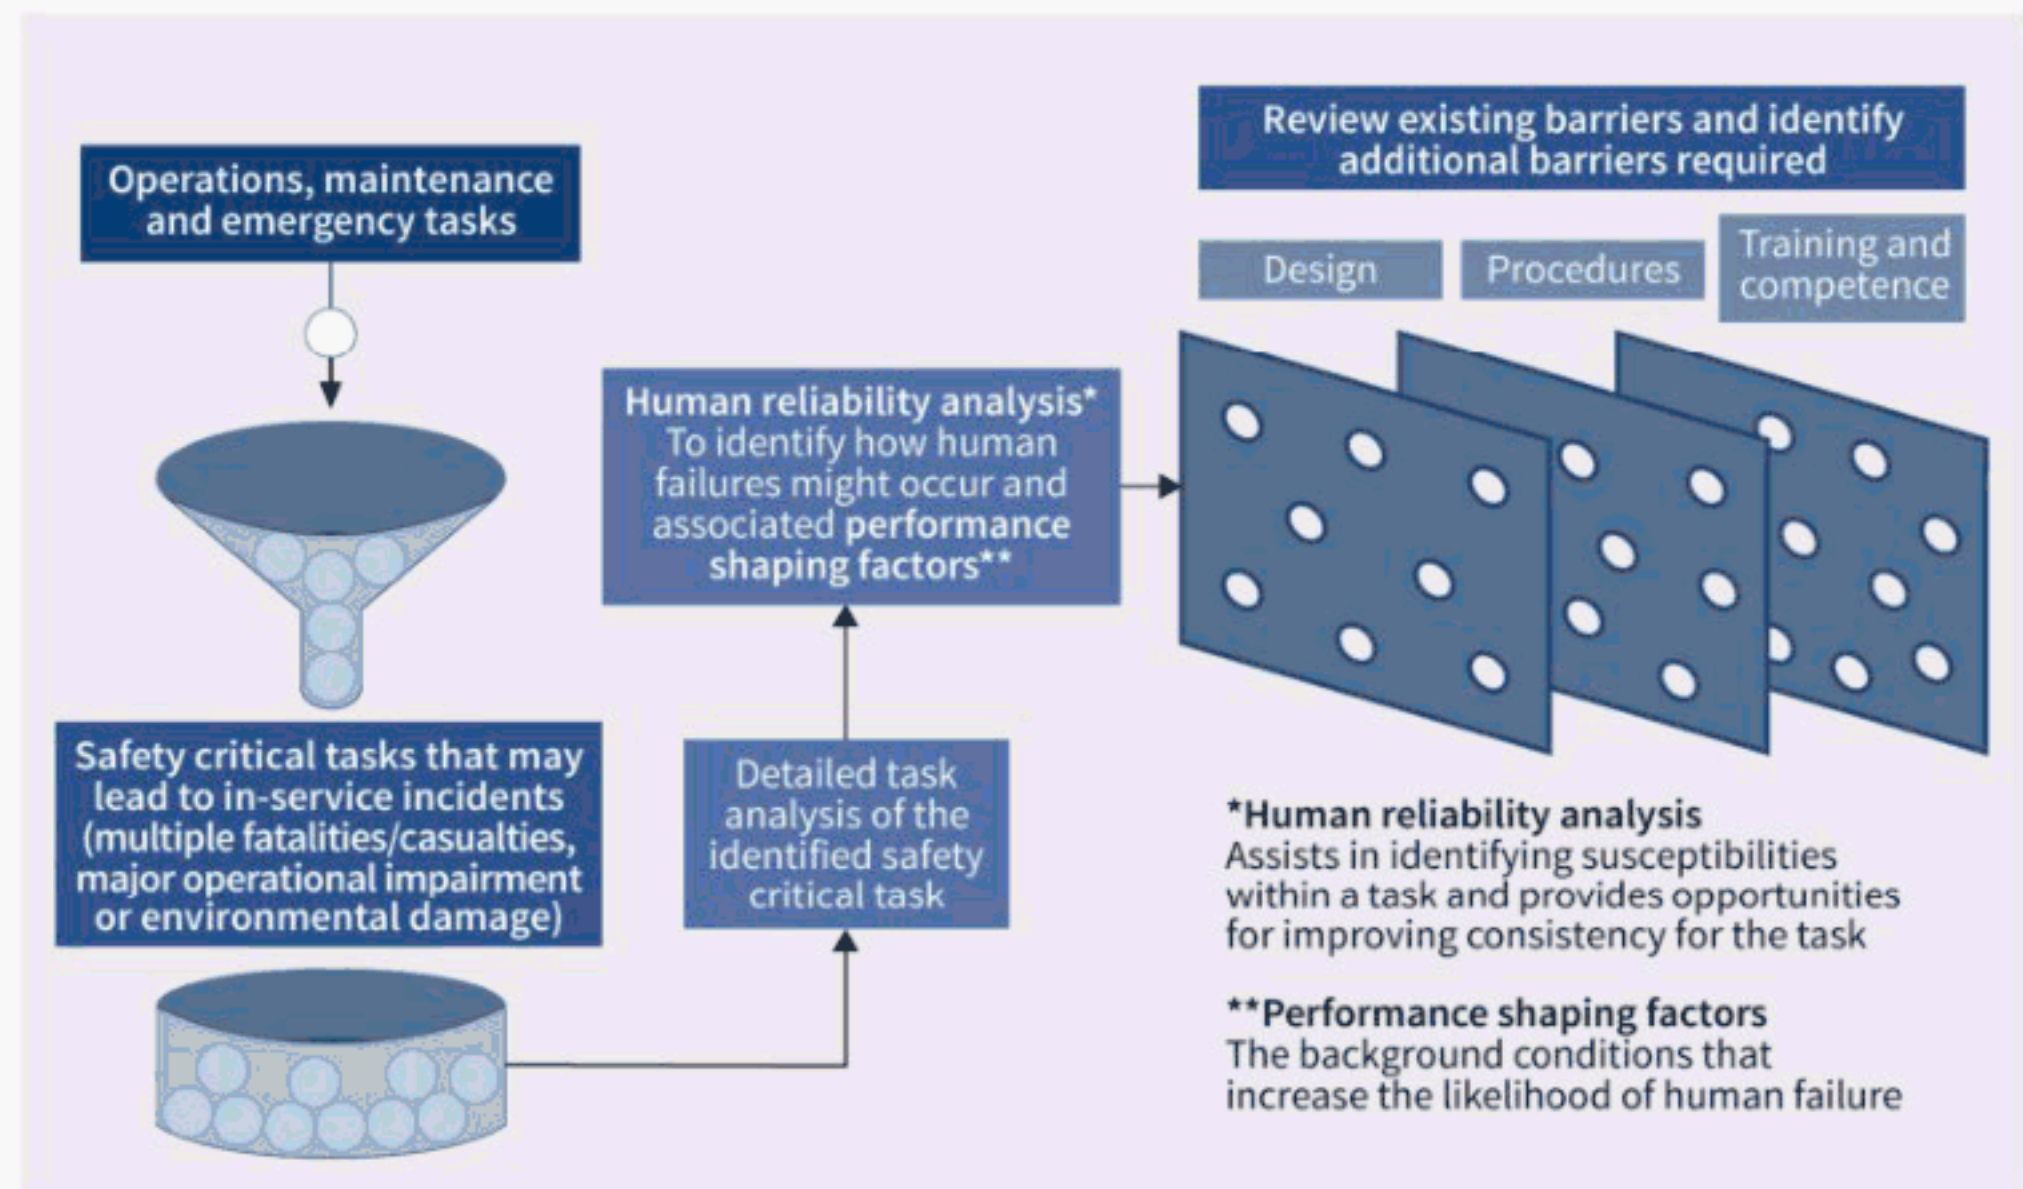 Operations, maintenance
and emergency tasks
Safety critical tasks that may
lead to in-service incidents
(multiple fatalities/casualties,
major operational impairment
or environmental damage)
Detailed task
analysis of the
identified safety
critical task
Human reliability analysis*
To identify how human
failures might occur and
associated performance
shaping factors**
Review existing barriers and identify
additional barriers required
Design
Procedures
Training and
competence
*Human reliability analysis
Assists in identifying susceptibilities
within a task and provides opportunities
for improving consistency for the task
**Performance shaping factors
The background conditions that
increase the likelihood of human failure